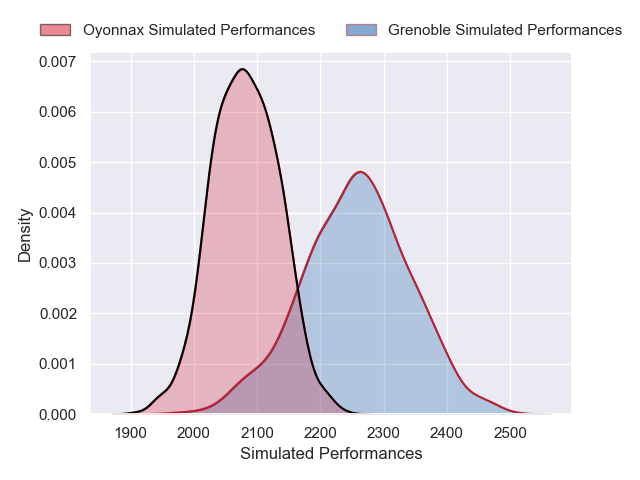 Oyonnax Simulated Performances
Grenoble Simulated Performances
0.007
0.006
0.005
0.004
0.003
0.002
0.001
0.000
Density
1900 2000 2100 2200 2300 2400 2500
Simulated Performances